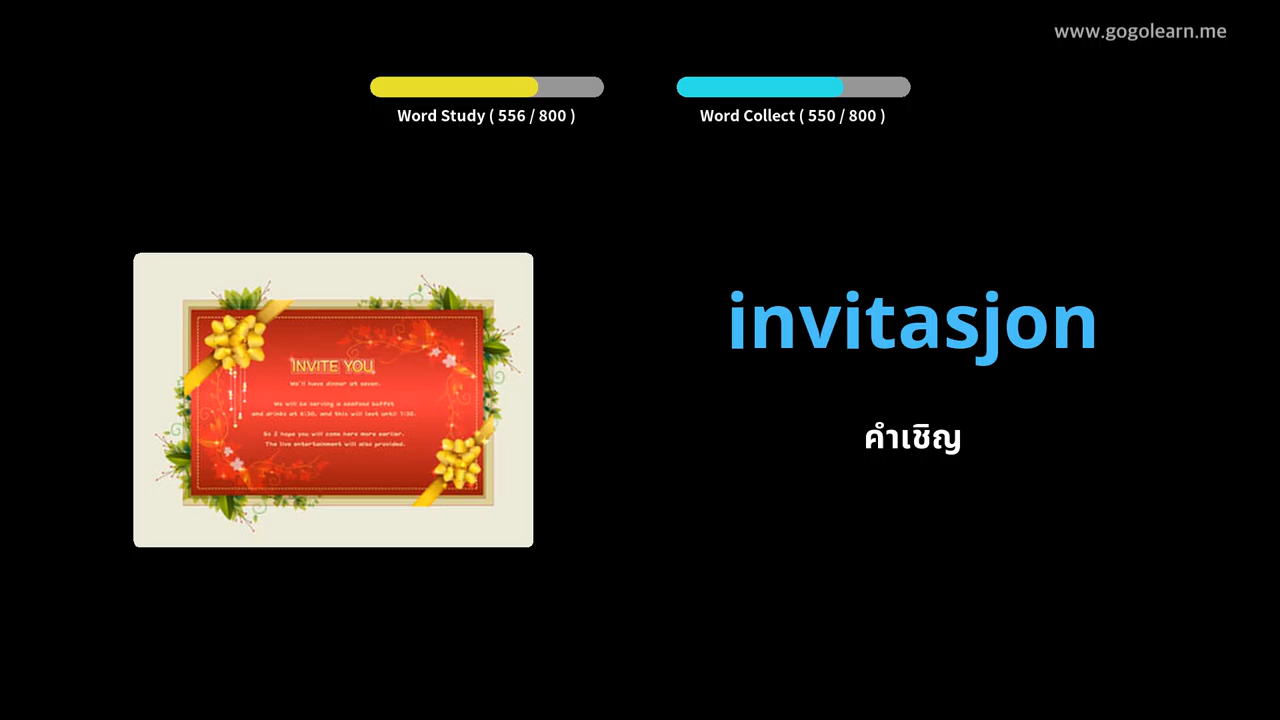 www.gogolearn.me
Word Study ( 556 / 800 )
Word Collect ( 550 / 800 )
INVITE YOU
We'll have dinner at seven.
We will be serving a seafood buffet
and drinks at 6:30, and this will last until 7:30.
So I hope you will come here more earlier.
The live entertainment will also provided.
invitasjon
คำเชิญ